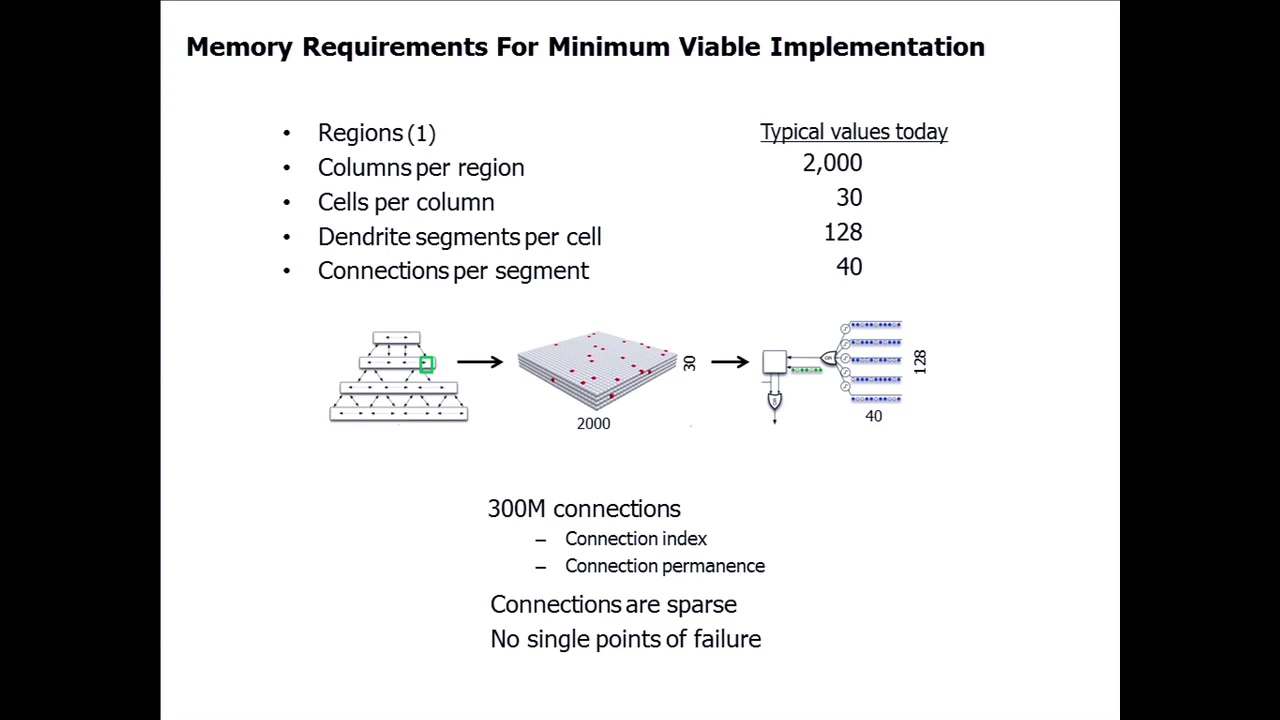 Memory Requirements For Minimum Viable Implementation
Typical values today
• Regions (1)
• Columns per region 2,000
• Cells per column 30
• Dendrite segments per cell 128
• Connections per segment 40
30
2000
OR
128
40
300M connections
– Connection index
– Connection permanence
Connections are sparse
No single points of failure